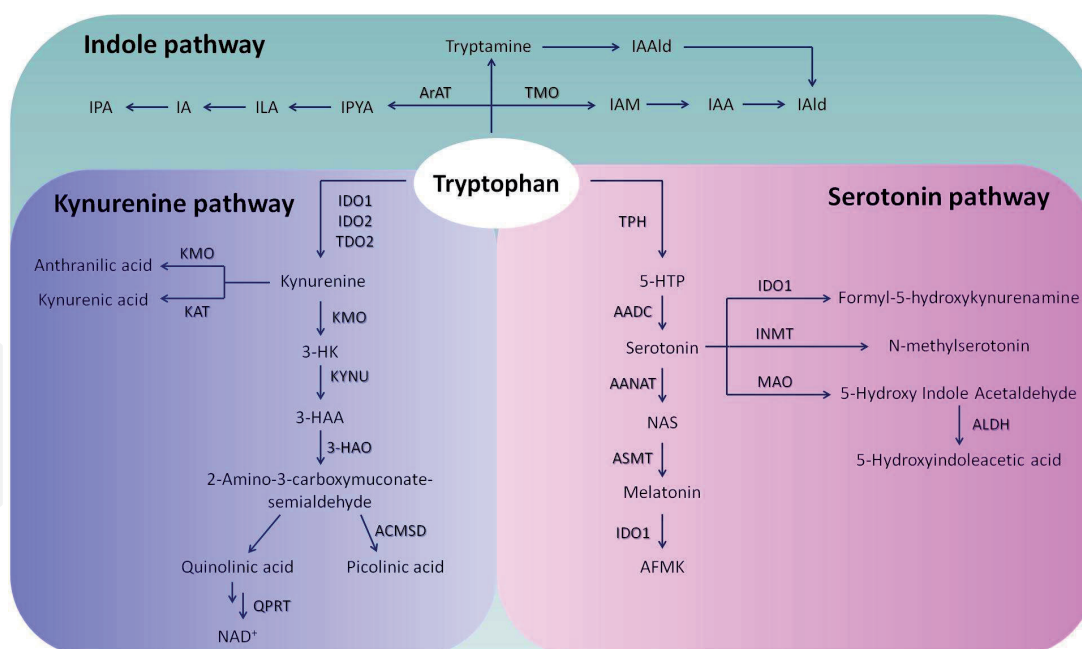 Indole pathway
Tryptamine
IAAld
IPA
IA
ILA
IPYA
ArAT
TMO
IAM
IAA
IAld
Tryptophan
Kynurenine pathway
IDO1
IDO2
TDO2
KMO
Anthranilic acid
Kynurenic acid
KAT
Kynurenine
KMO
3-HK
KYNU
3-HAA
3-HAO
2-Amino-3-carboxymuconate-
semialdehyde
ACMSD
Quinolinic acid
Picolinic acid
QPRT
NAD⁺
Serotonin pathway
TPH
5-HTP
AADC
Serotonin
IDO1
Formyl-5-hydroxykynurenamine
INMT
N-methylserotonin
MAO
5-Hydroxy Indole Acetaldehyde
ALDH
5-Hydroxyindoleacetic acid
AANAT
NAS
ASMT
Melatonin
IDO1
AFMK